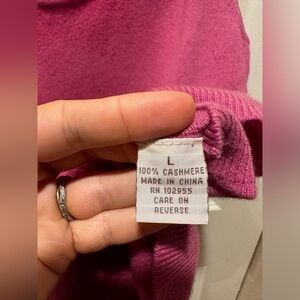 L
100% CASHMERE
MADE IN CHINA
RN 102955
CARE ON
REVERSE